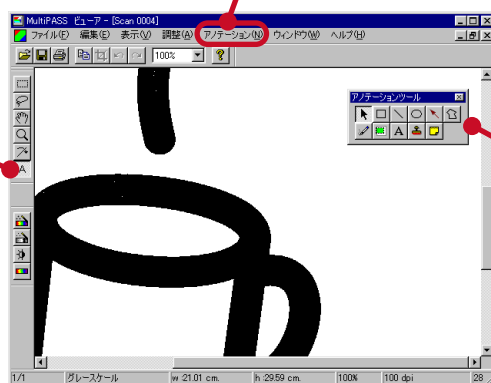 MultiPASS ビューア - [Scan 0004]
ファイル(F) 編集(E) 表示(V) 調整(A) アノテーション(N) ウィンドウ(W) ヘルプ(H)
100% ?
アノテーションツール
A
A
1/1 グレースケール w :21.01 cm. h :29.59 cm. 100% 100 dpi 28